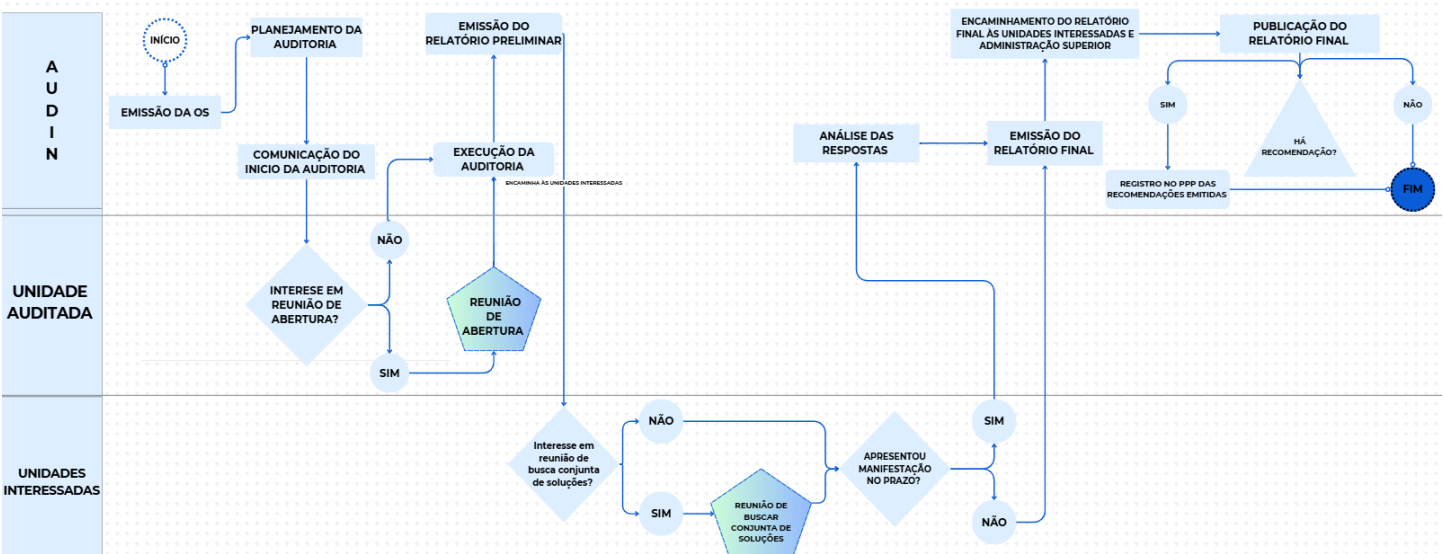 A
U
D
I
N
INÍCIO
EMISSÃO DA OS
PLANEJAMENTO DA
AUDITORIA
COMUNICAÇÃO DO
INICIO DA AUDITORIA
EMISSÃO DO
RELATÓRIO PRELIMINAR
EXECUÇÃO DA
AUDITORIA
ENCAMINHA ÀS UNIDADES INTERESSADAS
ANÁLISE DAS
RESPOSTAS
ENCAMINHAMENTO DO RELATÓRIO
FINAL ÀS UNIDADES INTERESSADAS E
ADMINISTRAÇÃO SUPERIOR
EMISSÃO DO
RELATÓRIO FINAL
PUBLICAÇÃO DO
RELATÓRIO FINAL
SIM
HÁ
RECOMENDAÇÃO?
NÃO
REGISTRO NO PPP DAS
RECOMENDAÇÕES EMITIDAS
FIM
UNIDADE
AUDITADA
INTERESE EM
REUNIÃO DE
ABERTURA?
NÃO
SIM
REUNIÃO
DE
ABERTURA
UNIDADES
INTERESSADAS
Interesse em
reunião de
busca conjunta
de soluções?
NÃO
SIM
REUNIÃO DE
BUSCAR
CONJUNTA DE
SOLUÇÕES
APRESENTOU
MANIFESTAÇÃO
NO PRAZO?
SIM
NÃO